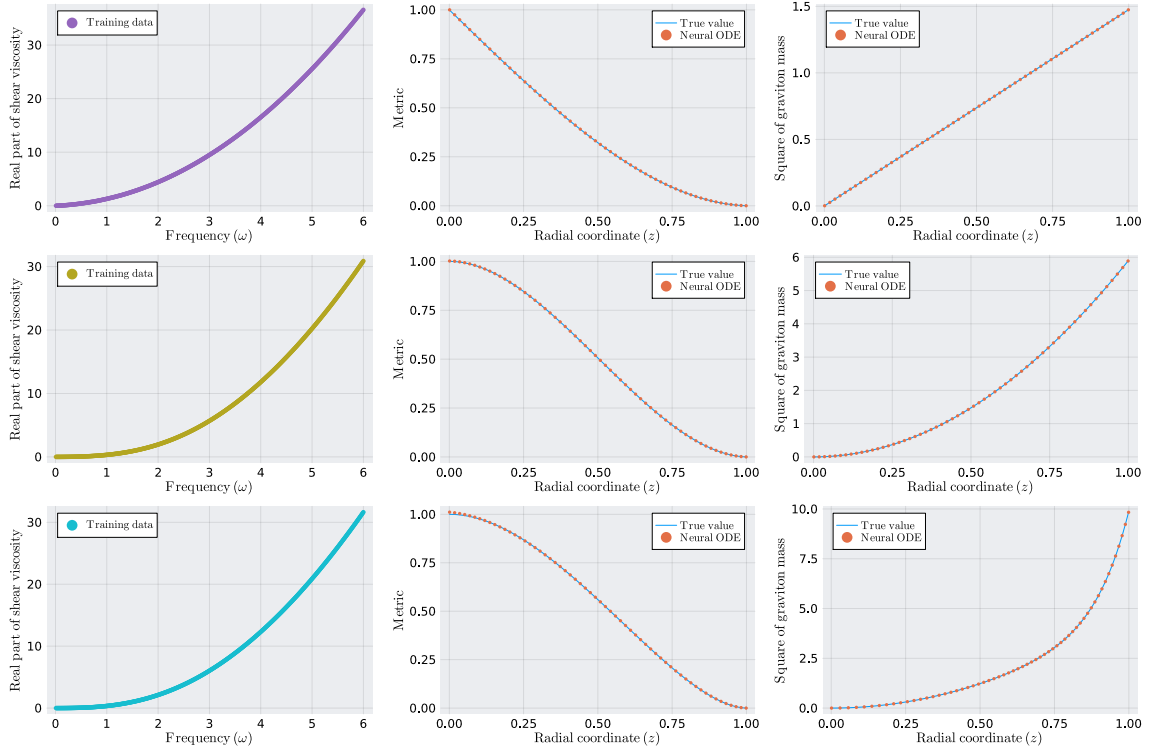 Real part of shear viscosity
Training data
30
20
10
0
0 1 2 3 4 5 6
Frequency (ω)
Metric
True value
Neural ODE
1.00
0.75
0.50
0.25
0.00
0.00 0.25 0.50 0.75 1.00
Radial coordinate (z)
Square of graviton mass
True value
Neural ODE
1.5
1.0
0.5
0.0
0.00 0.25 0.50 0.75 1.00
Radial coordinate (z)
Real part of shear viscosity
Training data
30
20
10
0
0 1 2 3 4 5 6
Frequency (ω)
Metric
True value
Neural ODE
1.00
0.75
0.50
0.25
0.00
0.00 0.25 0.50 0.75 1.00
Radial coordinate (z)
Square of graviton mass
True value
Neural ODE
6
5
4
3
2
1
0
0.00 0.25 0.50 0.75 1.00
Radial coordinate (z)
Real part of shear viscosity
Training data
30
20
10
0
0 1 2 3 4 5 6
Frequency (ω)
Metric
True value
Neural ODE
1.00
0.75
0.50
0.25
0.00
0.00 0.25 0.50 0.75 1.00
Radial coordinate (z)
Square of graviton mass
True value
Neural ODE
10.0
7.5
5.0
2.5
0.0
0.00 0.25 0.50 0.75 1.00
Radial coordinate (z)